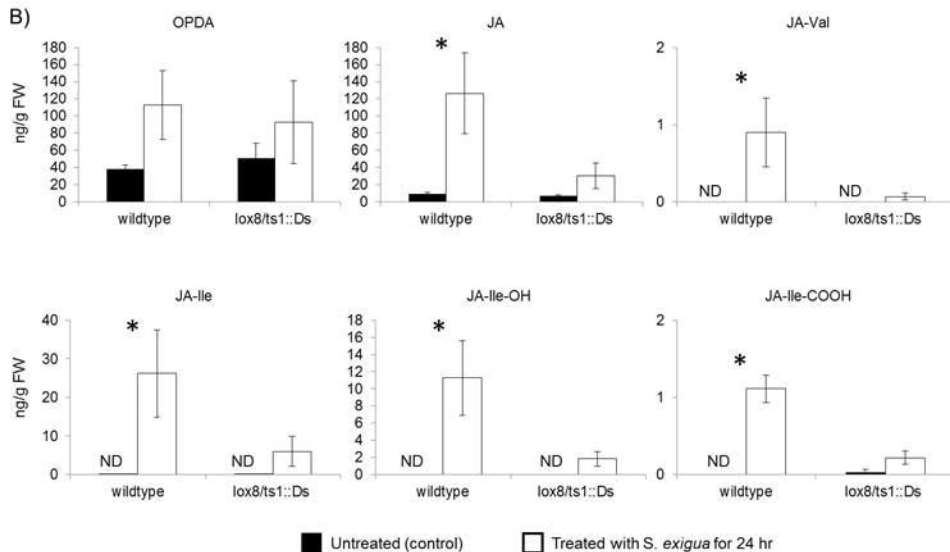 B)
OPDA
JA
JA-Val
ng/g FW
180
160
140
120
100
80
60
40
20
0
wildtype
lox8/ts1::Ds
180
160
140
120
100
80
60
40
20
0
*
wildtype
lox8/ts1::Ds
2
1
0
*
ND
ND
wildtype
lox8/ts1::Ds
JA-Ile
JA-Ile-OH
JA-Ile-COOH
ng/g FW
40
30
20
10
0
*
ND
ND
wildtype
lox8/ts1::Ds
18
16
14
12
10
8
6
4
2
0
*
ND
ND
wildtype
lox8/ts1::Ds
2
1
0
*
ND
wildtype
lox8/ts1::Ds
Untreated (control)
Treated with S. exigua for 24 hr